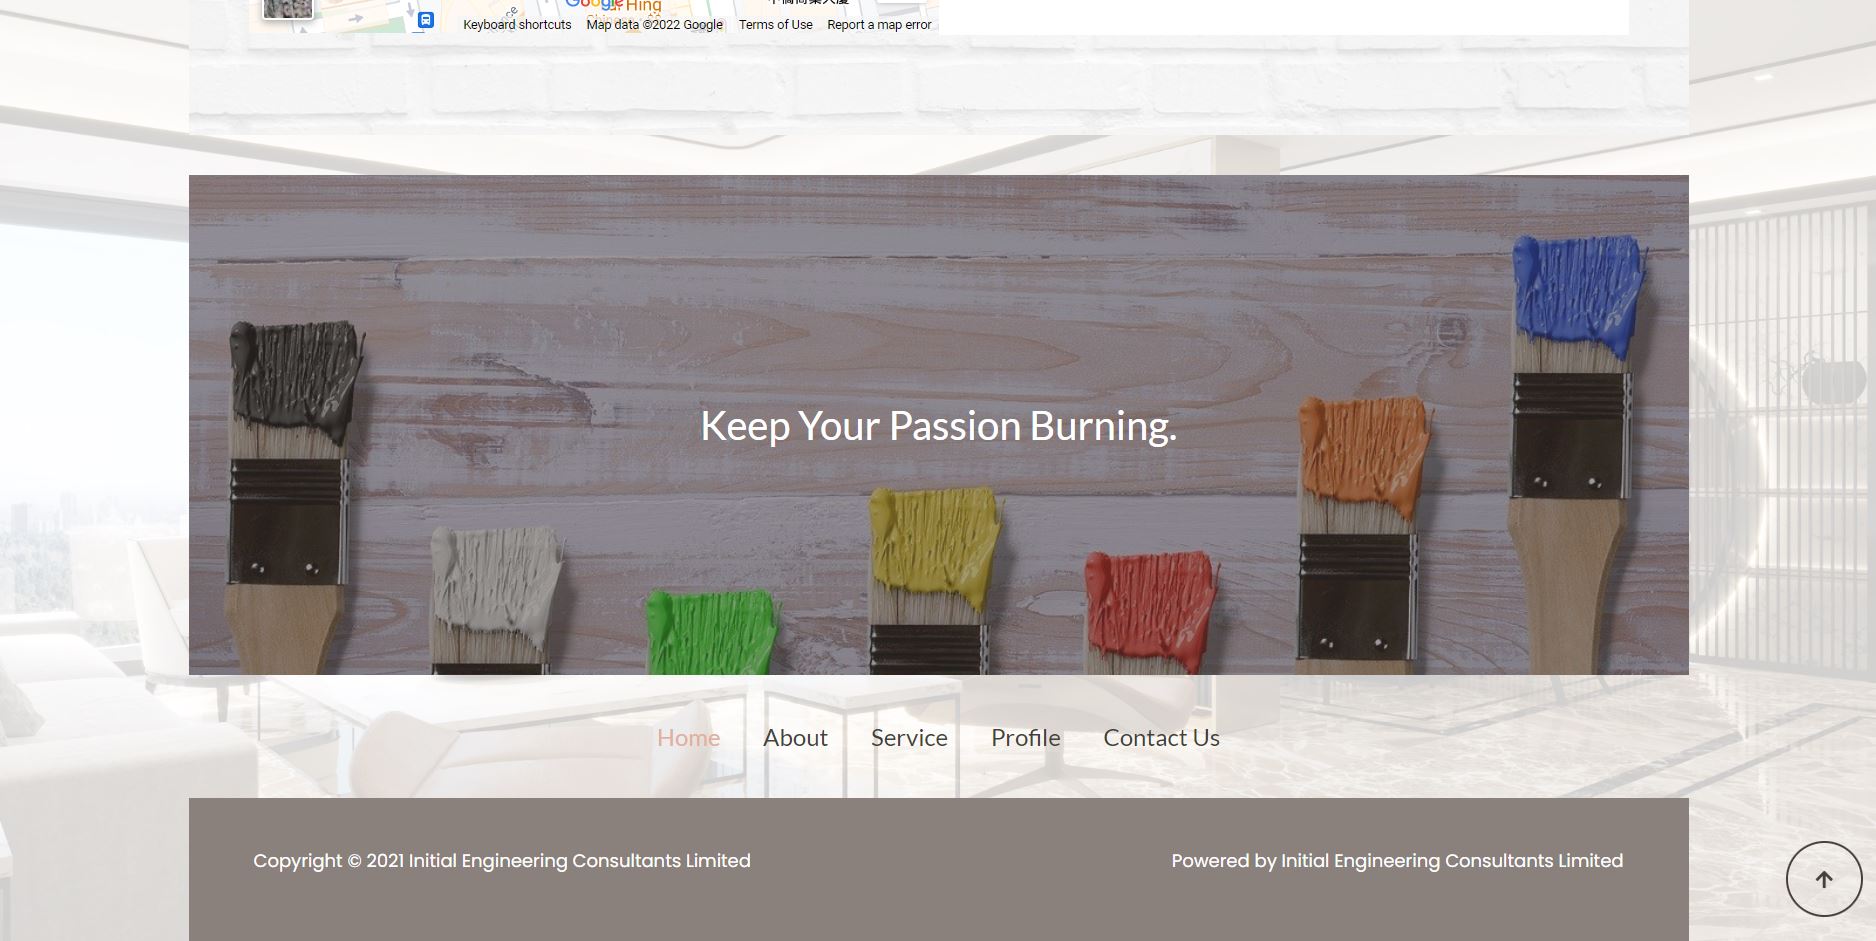 Google
Keyboard shortcuts
Map data ©2022 Google
Terms of Use
Report a map error
Keep Your Passion Burning.
Home
About
Service
Profile
Contact Us
Copyright © 2021 Initial Engineering Consultants Limited
Powered by Initial Engineering Consultants Limited